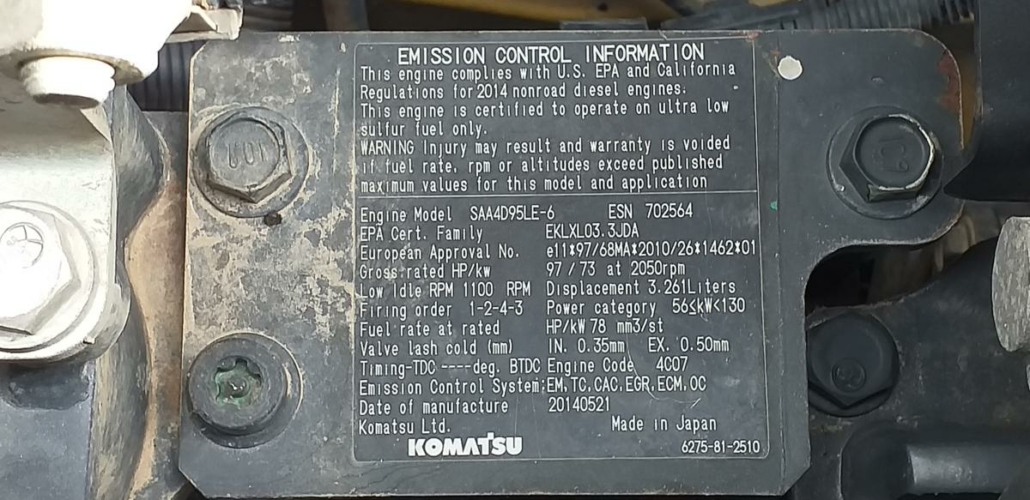 EMISSION CONTROL INFORMATION
This engine complies with U.S. EPA and California
Regulations for 2014 nonroad diesel engines.
This engine is certified to operate on ultra low
sulfur fuel only.
WARNING Injury may result and warranty is voided
if fuel rate, rpm or altitudes exceed published
maximum values for this model and application
Engine Model SAA4D95LE-6 ESN 702564
EPA Cert. Family EKLXL03.3JDA
European Approval No. e11*97/68MA*2010/26*1462*01
Gross rated HP/kw 97 / 73 at 2050rpm
Low Idle RPM 1100 RPM Displacement 3.261Liters
Firing order 1-2-4-3 Power category 56≤kW<130
Fuel rate at rated HP/kW 78 mm3/st
Valve lash cold (mm) IN. 0.35mm EX. 0.50mm
Timing-TDC ----deg. BTDC Engine Code 4C07
Emission Control System:EM,TC,CAC,EGR,ECM,OC
Date of manufacture 20140521
Komatsu Ltd. Made in Japan
KOMATSU 6275-81-2510